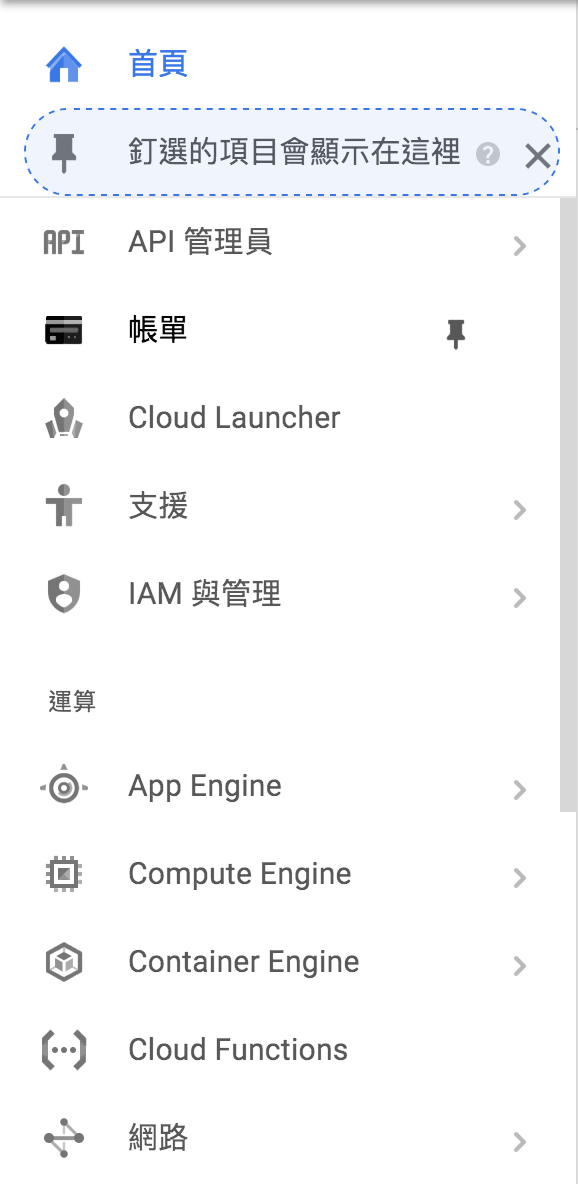 首頁
釘選的項目會顯示在這裡 ?
API API 管理員
帳單
Cloud Launcher
支援
IAM 與管理
運算
App Engine
Compute Engine
Container Engine
Cloud Functions
網路